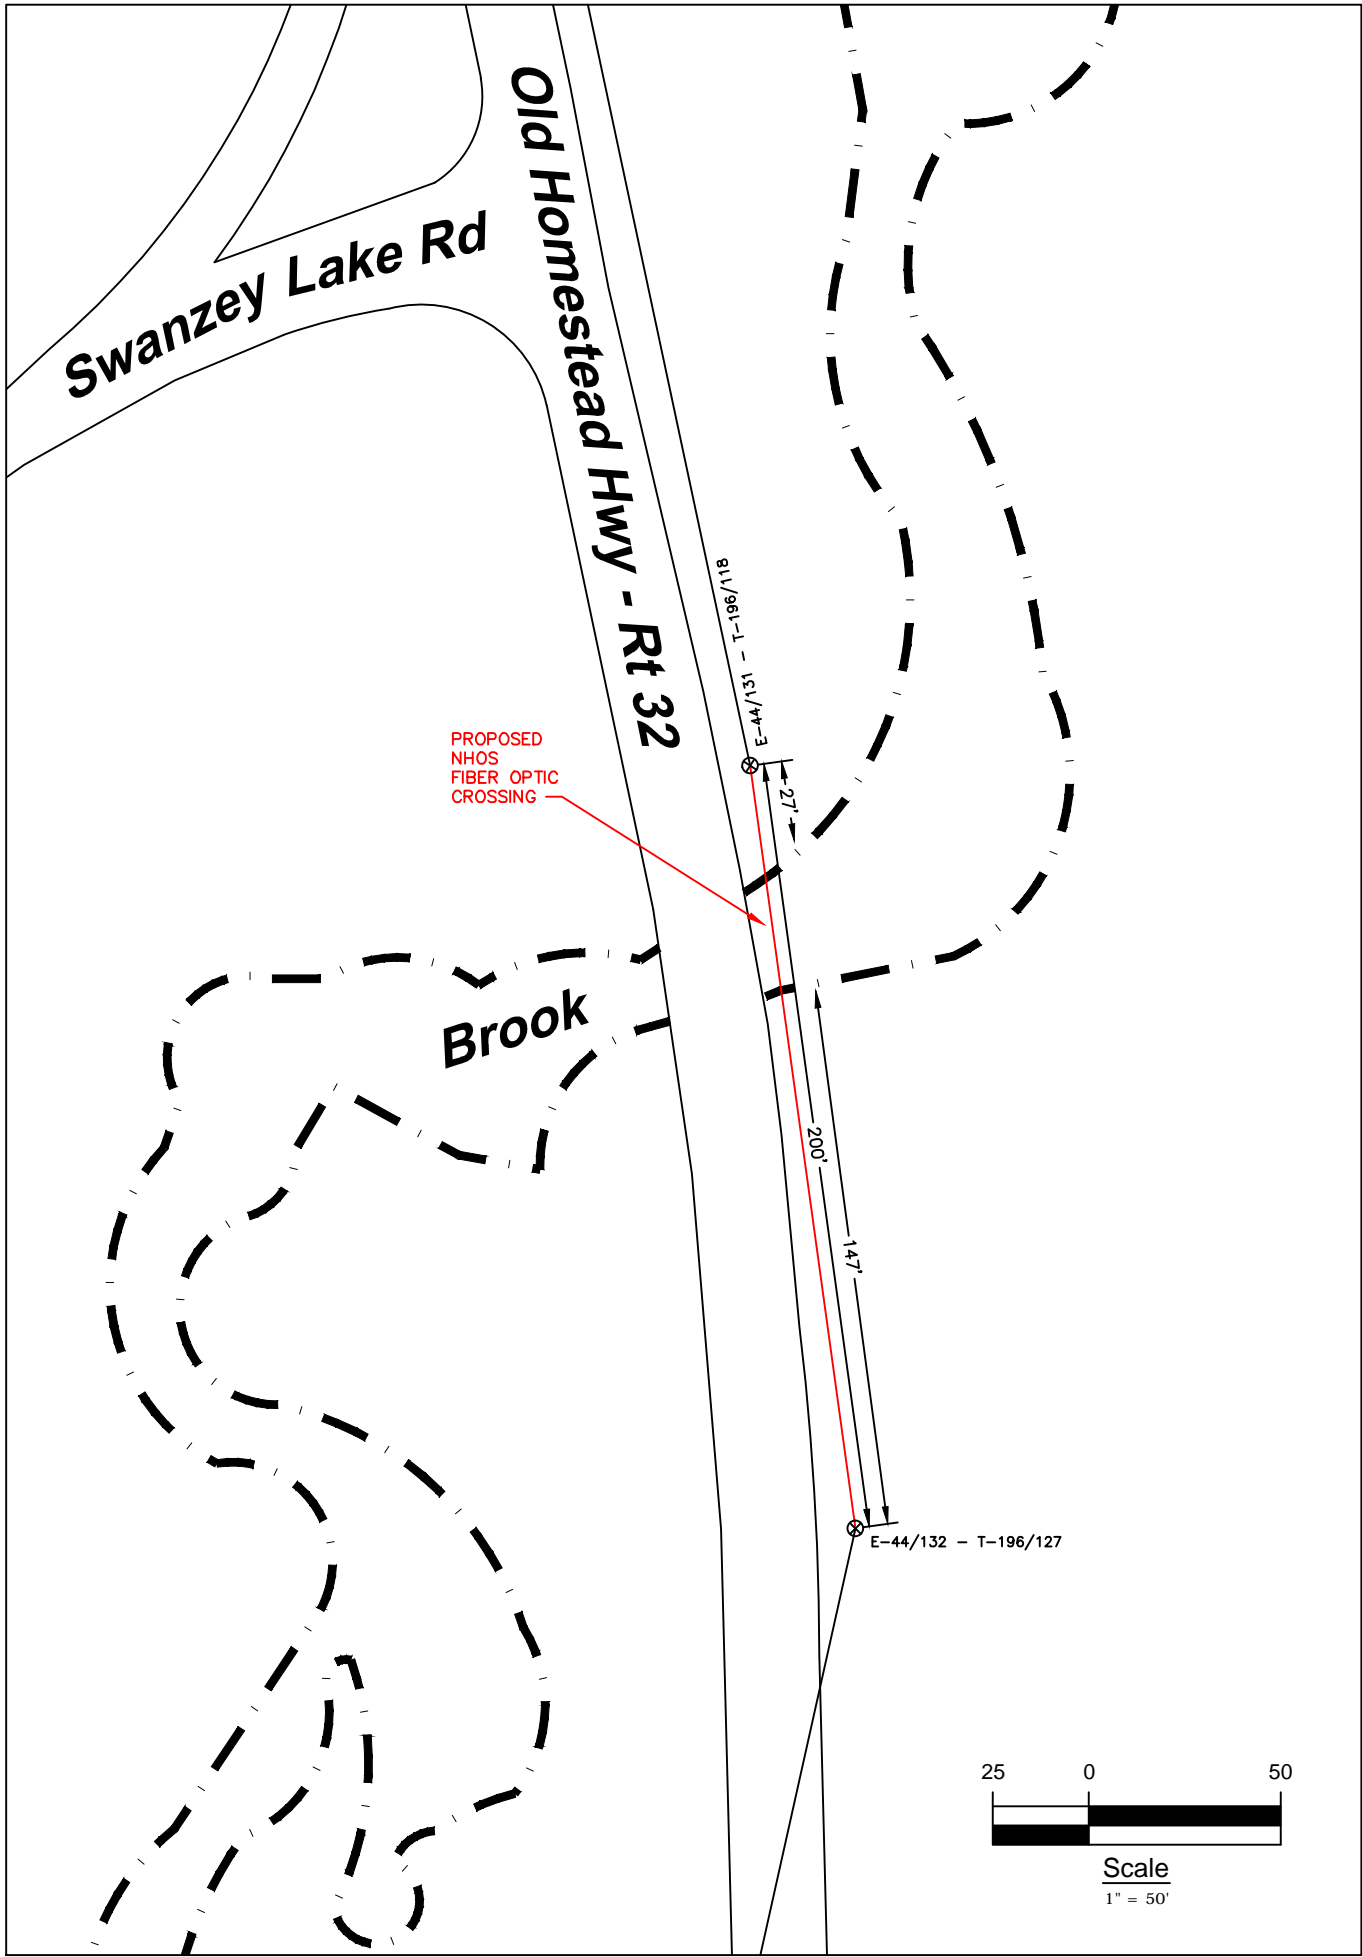 Old Homestead Hwy - Rt 32
Swanzey Lake Rd
E-44/131 - T-196/118
PROPOSED
NHOS
FIBER OPTIC
CROSSING
27'
Brook
200'
147'
E-44/132 - T-196/127
25 0 50
Scale
1" = 50'